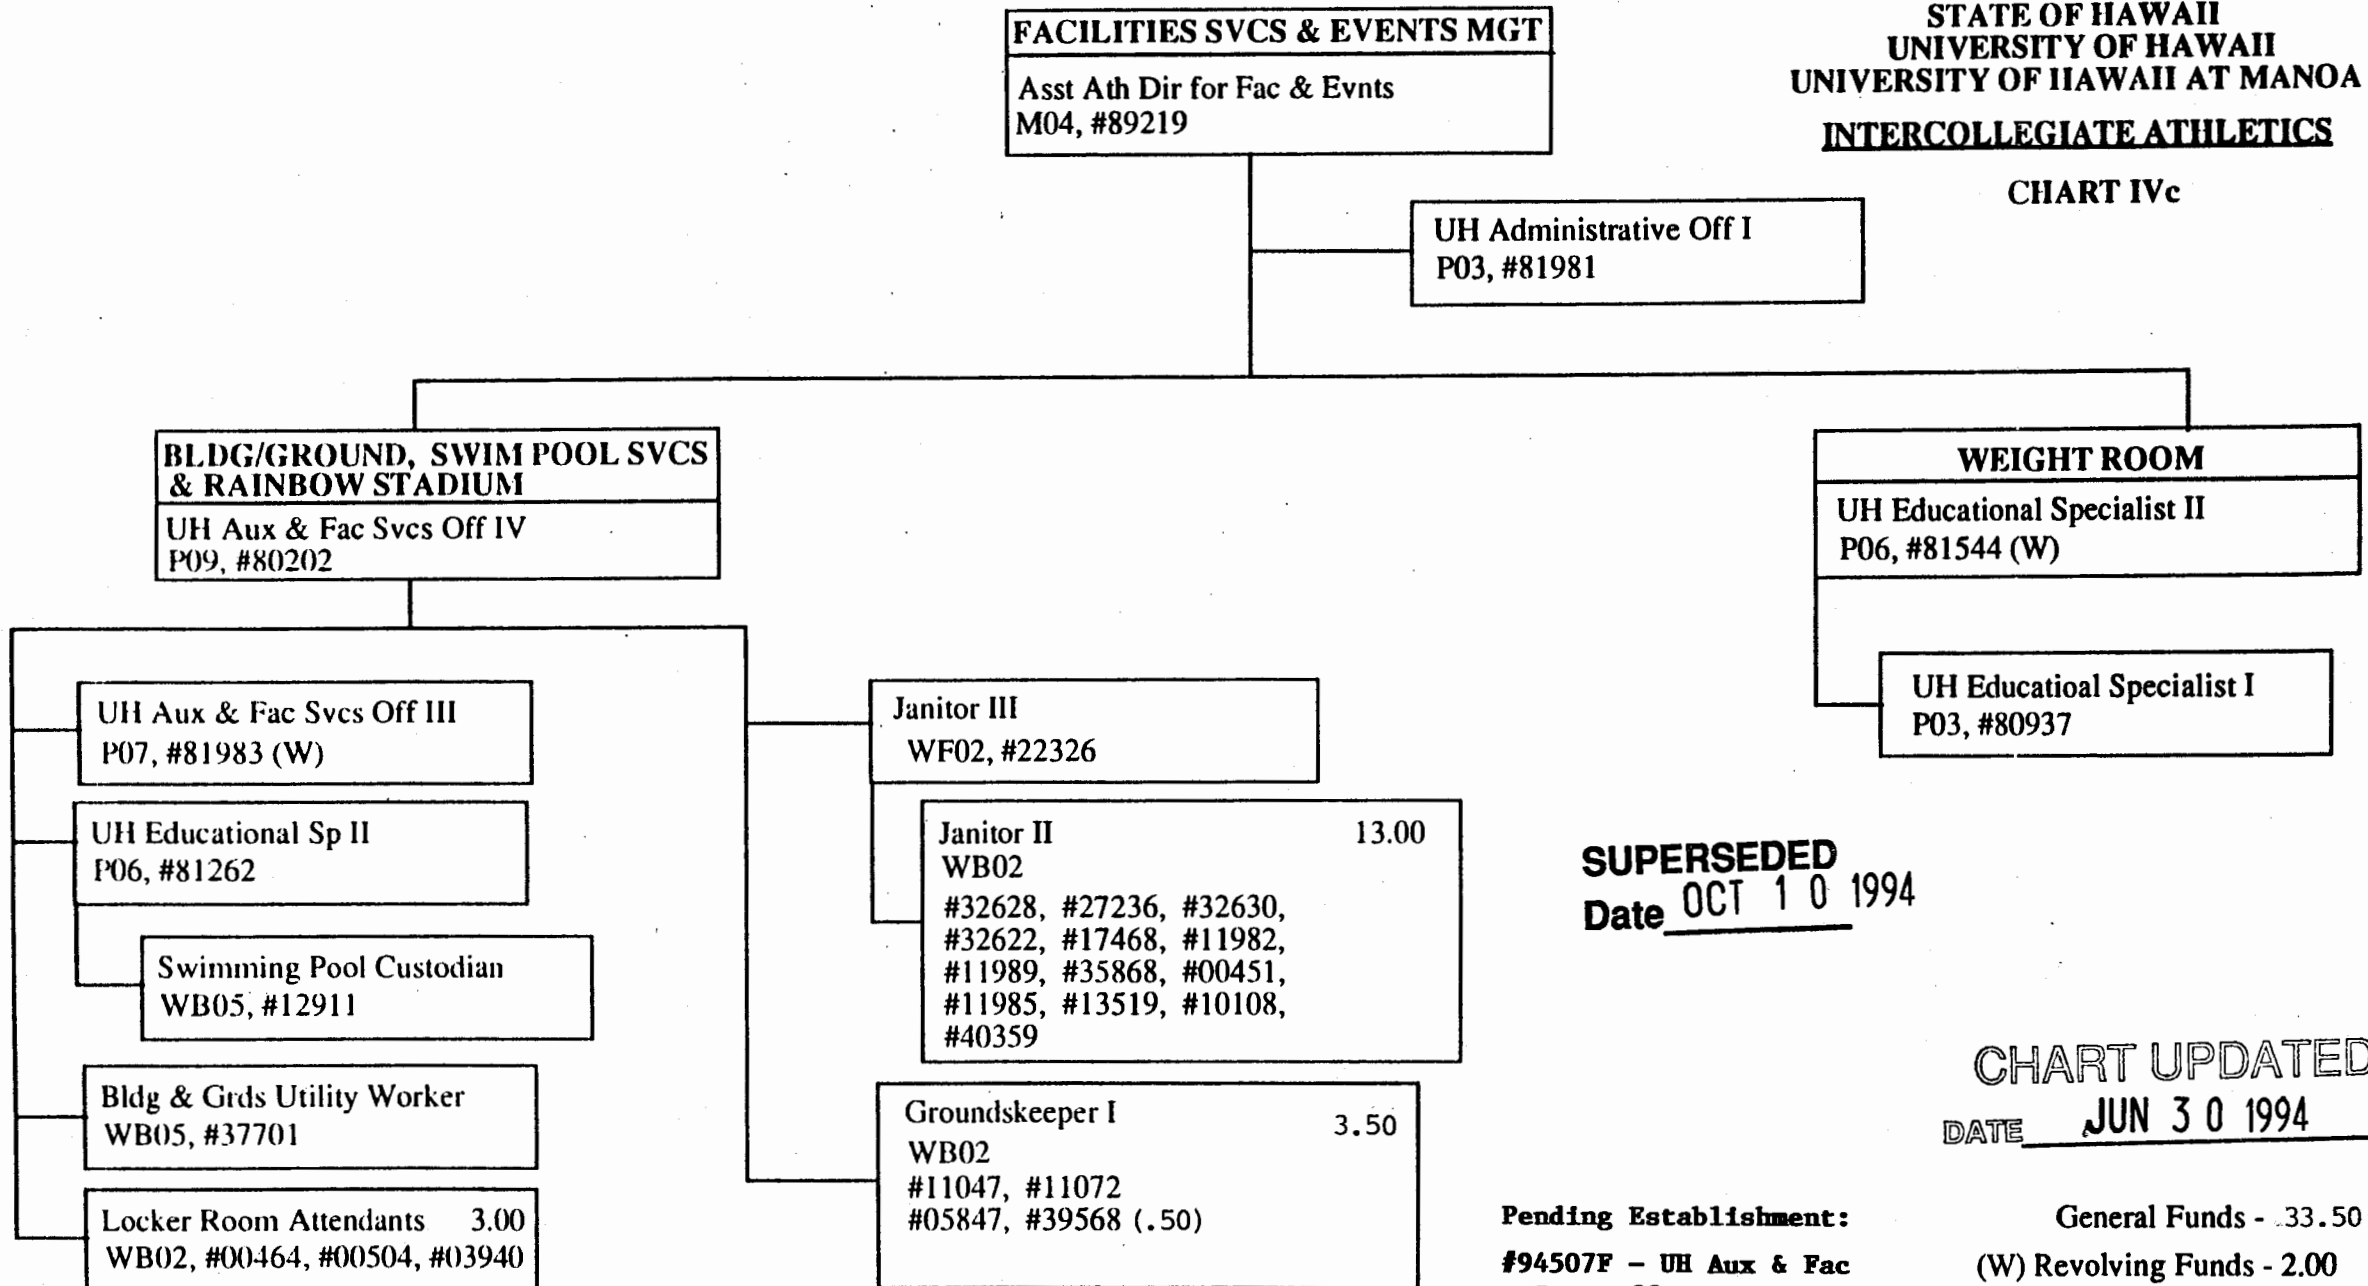 FACILITIES SVCS & EVENTS MGT
Asst Ath Dir for Fac & Evnts
M04, #89219
STATE OF HAWAII
UNIVERSITY OF HAWAII
UNIVERSITY OF HAWAII AT MANOA
INTERCOLLEGIATE ATHLETICS
CHART IVc
UH Administrative Off I
P03, #81981
BLDG/GROUND, SWIM POOL SVCS
& RAINBOW STADIUM
UH Aux & Fac Svcs Off IV
P09, #80202
WEIGHT ROOM
UH Educational Specialist II
P06, #81544 (W)
UH Educatioal Specialist I
P03, #80937
UH Aux & Fac Svcs Off III
P07, #81983 (W)
UH Educational Sp II
P06, #81262
Swimming Pool Custodian
WB05, #12911
Bldg & Grds Utility Worker
WB05, #37701
Locker Room Attendants 3.00
WB02, #00464, #00504, #03940
Janitor III
WF02, #22326
Janitor II 13.00
WB02
#32628, #27236, #32630,
#32622, #17468, #11982,
#11989, #35868, #00451,
#11985, #13519, #10108,
#40359
Groundskeeper I 3.50
WB02
#11047, #11072
#05847, #39568 (.50)
SUPERSEDED
Date OCT 10 1994
CHART UPDATED
DATE JUN 30 1994
Pending Establishment:
#94507F - UH Aux & Fac
General Funds - 33.50
(W) Revolving Funds - 2.00